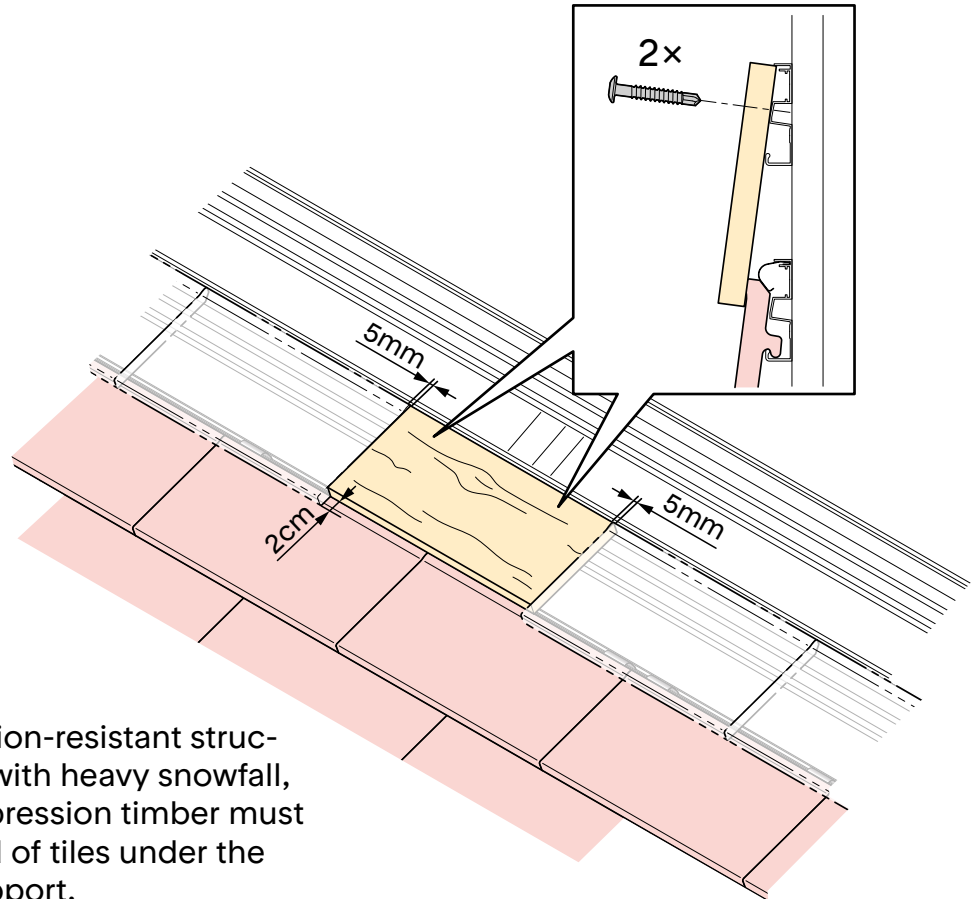 2×
5mm
5mm
2cm
ion-resistant struc-
with heavy snowfall,
pression timber must
of tiles under the
pport.